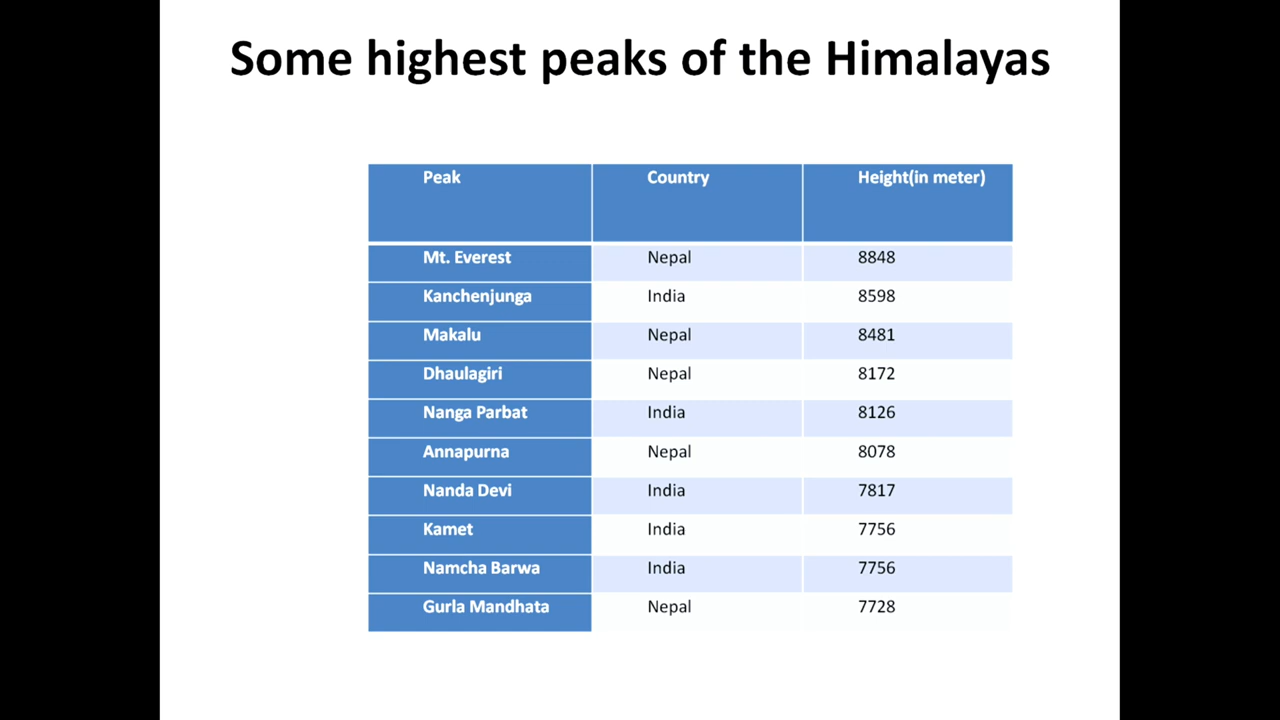 Some highest peaks of the Himalayas
Peak Country Height(in meter)
Mt. Everest Nepal 8848
Kanchenjunga India 8598
Makalu Nepal 8481
Dhaulagiri Nepal 8172
Nanga Parbat India 8126
Annapurna Nepal 8078
Nanda Devi India 7817
Kamet India 7756
Namcha Barwa India 7756
Gurla Mandhata Nepal 7728